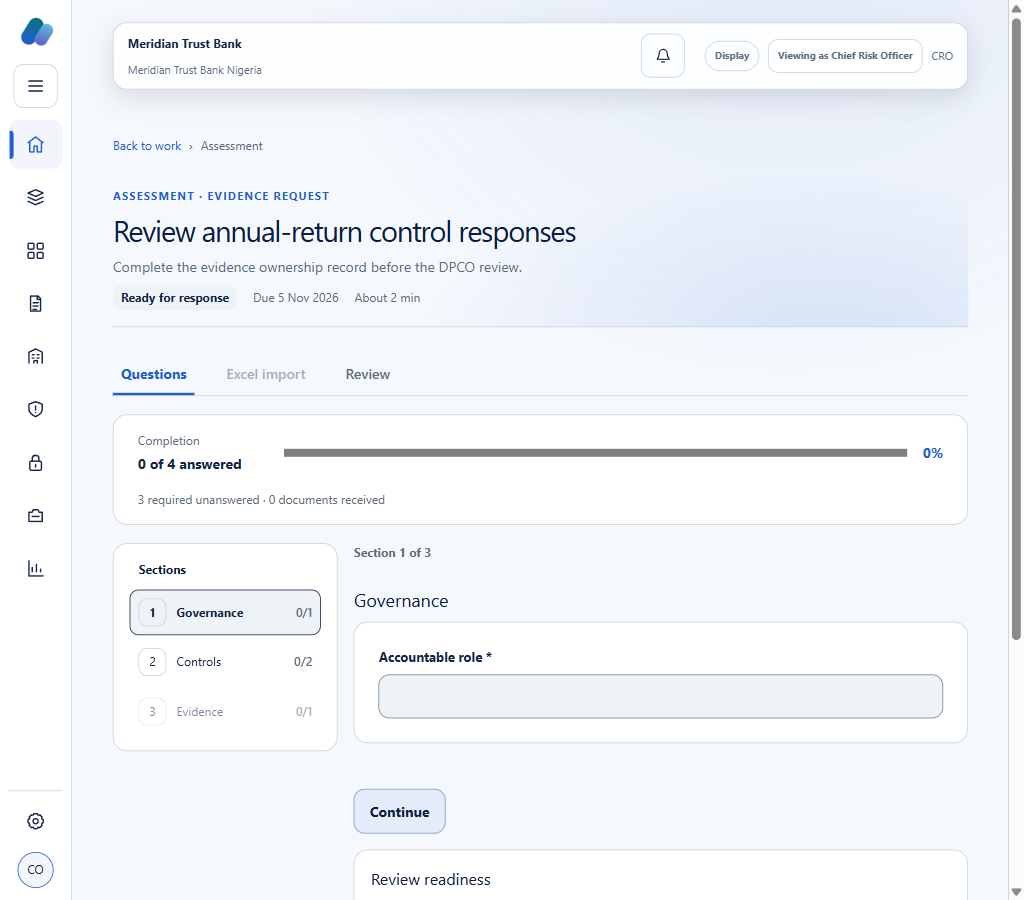 Meridian Trust Bank
Meridian Trust Bank Nigeria
Display
Viewing as Chief Risk Officer
CRO
Back to work › Assessment
ASSESSMENT · EVIDENCE REQUEST
Review annual-return control responses
Complete the evidence ownership record before the DPCO review.
Ready for response
Due 5 Nov 2026
About 2 min
Questions
Excel import
Review
Completion
0 of 4 answered
0%
3 required unanswered · 0 documents received
Sections
1 Governance 0/1
2 Controls 0/2
3 Evidence 0/1
Section 1 of 3
Governance
Accountable role *
Continue
Review readiness
CO